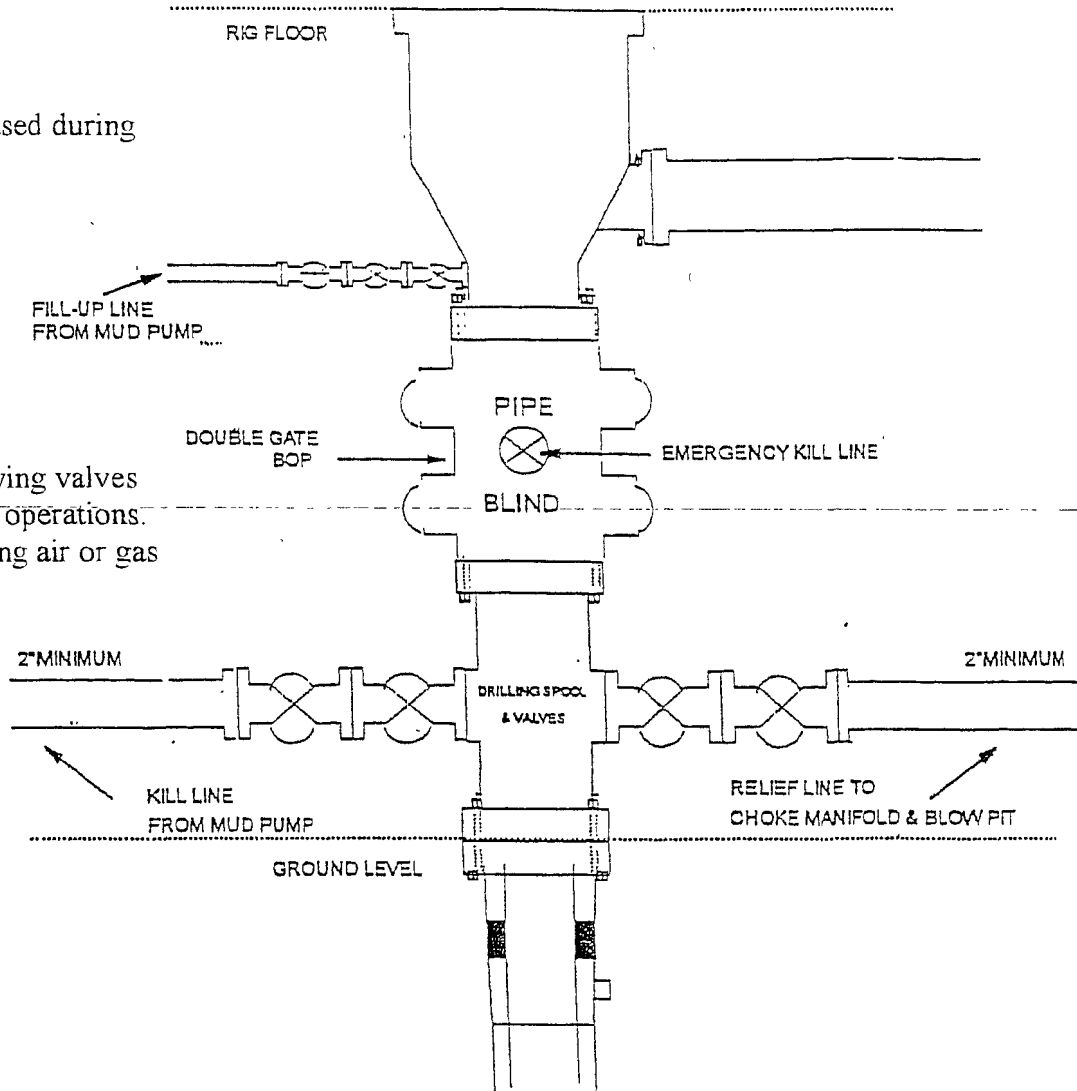 RIG FLOOR
used during
FILL-UP LINE
FROM MUD PUMP
PIPE
DOUBLE GATE
BOP
EMERGENCY KILL LINE
BLIND
ving valves
operations.
ng air or gas
2"MINIMUM
2"MINIMUM
DRILLING SPOOL
& VALVES
KILL LINE
FROM MUD PUMP
RELIEF LINE TO
CHOKE MANIFOLD & BLOW PIT
GROUND LEVEL